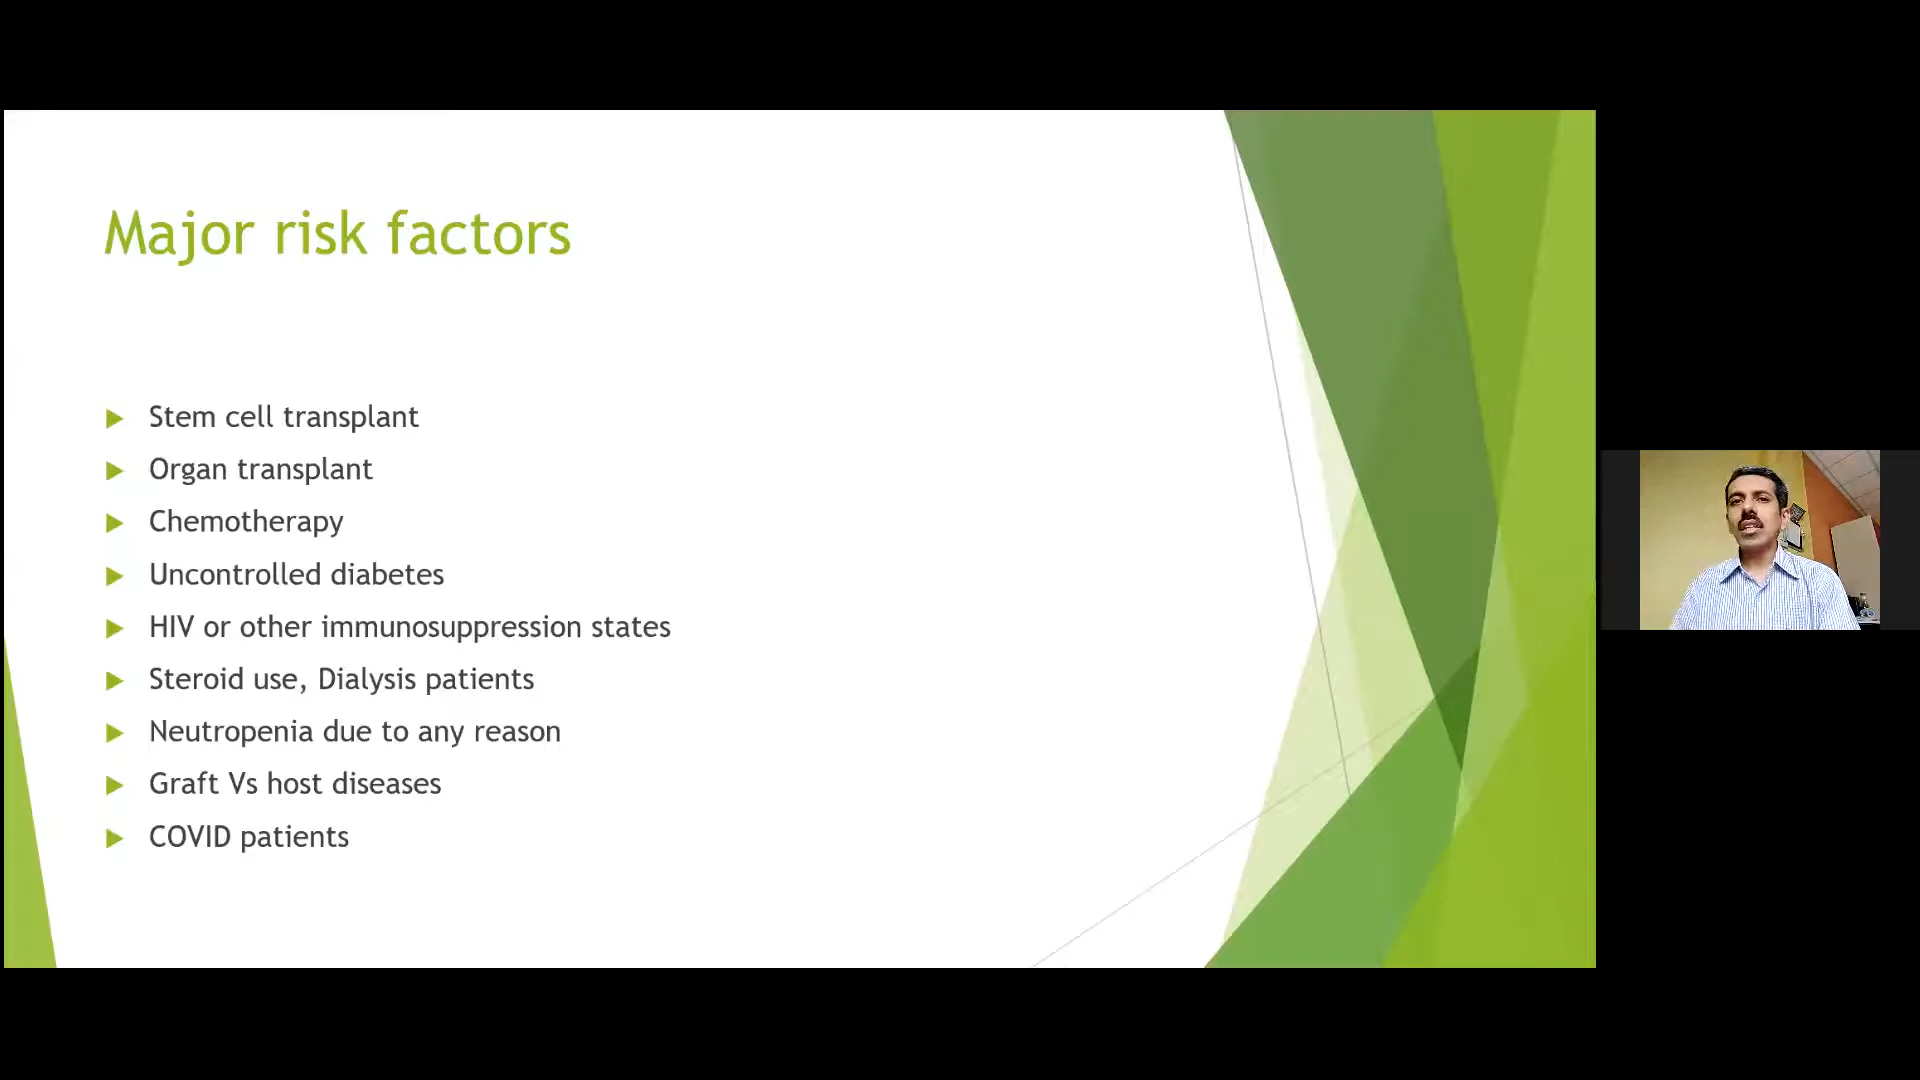 Major risk factors
Stem cell transplant
Organ transplant
Chemotherapy
Uncontrolled diabetes
HIV or other immunosuppression states
Steroid use, Dialysis patients
Neutropenia due to any reason
Graft Vs host diseases
COVID patients